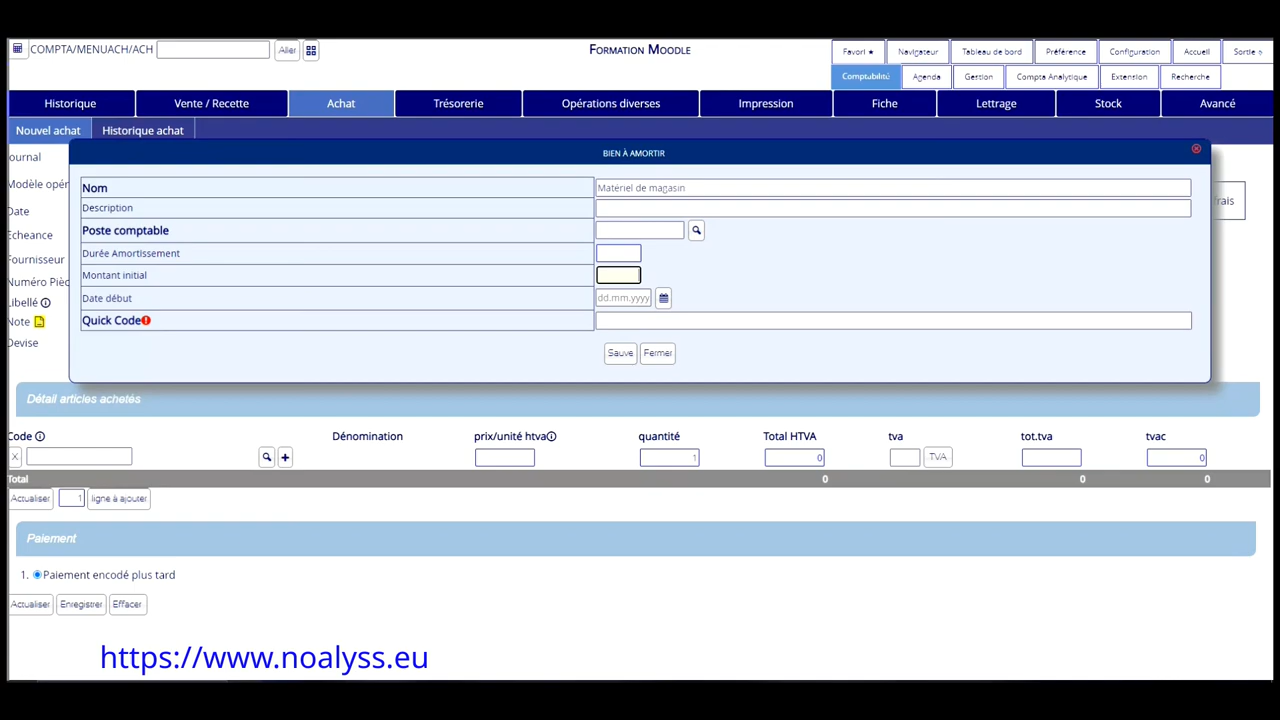 COMPTA/MENUACH/ACH Aller
Formation Moodle
Favori ★ Navigateur Tableau de bord Préférence Configuration Accueil Sortie
Comptabilité Agenda Gestion Compta Analytique Extension Recherche
Historique Vente / Recette Achat Trésorerie Opérations diverses Impression Fiche Lettrage Stock Avancé
Nouvel achat Historique achat
BIEN À AMORTIR
ournal
Modèle opér
Date
Echeance
Fournisseur
Numéro Pièc
Libellé
Note
Devise
frais
Nom Matériel de magasin
Description
Poste comptable
Durée Amortissement
Montant initial
Date début dd.mm.yyyy
Quick Code
Sauve Fermer
Détail articles achetés
Code Dénomination prix/unité htva quantité Total HTVA tva tot.tva tvac
X + 1 0 TVA 0
Total 0 0 0
Actualiser 1 ligne à ajouter
Paiement
1. Paiement encodé plus tard
Actualiser Enregistrer Effacer
https://www.noalyss.eu